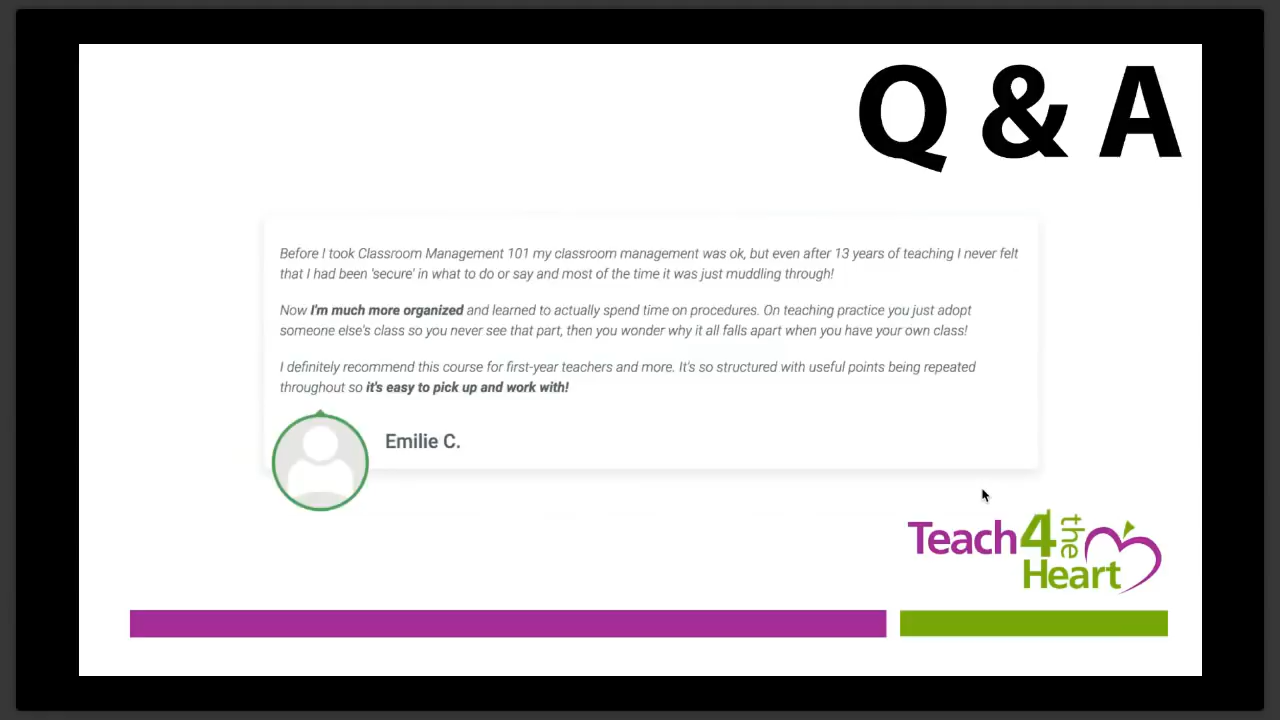 Q & A
Before I took Classroom Management 101 my classroom management was ok, but even after 13 years of teaching I never felt
that I had been 'secure' in what to do or say and most of the time it was just muddling through!
Now I'm much more organized and learned to actually spend time on procedures. On teaching practice you just adopt
someone else's class so you never see that part, then you wonder why it all falls apart when you have your own class!
I definitely recommend this course for first-year teachers and more. It's so structured with useful points being repeated
throughout so it's easy to pick up and work with!
Emilie C.
Teach 4 the
Heart